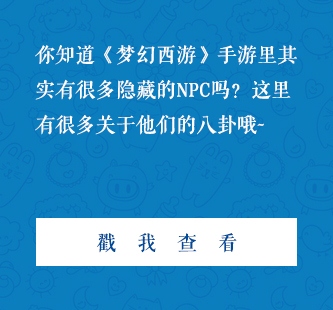 你知道《梦幻西游》手游里其
实有很多隐藏的NPC吗？这里
有很多关于他们的八卦哦~
戳我查看